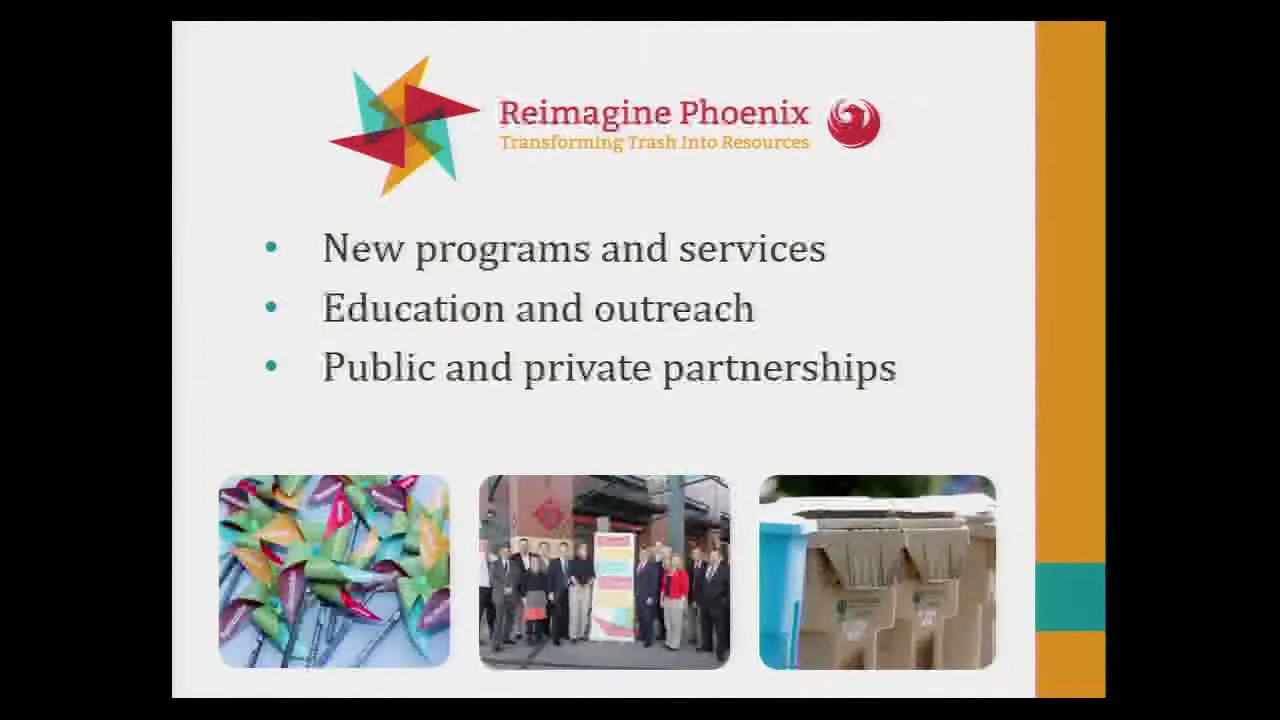 Reimagine Phoenix
Transforming Trash Into Resources
• New programs and services
• Education and outreach
• Public and private partnerships